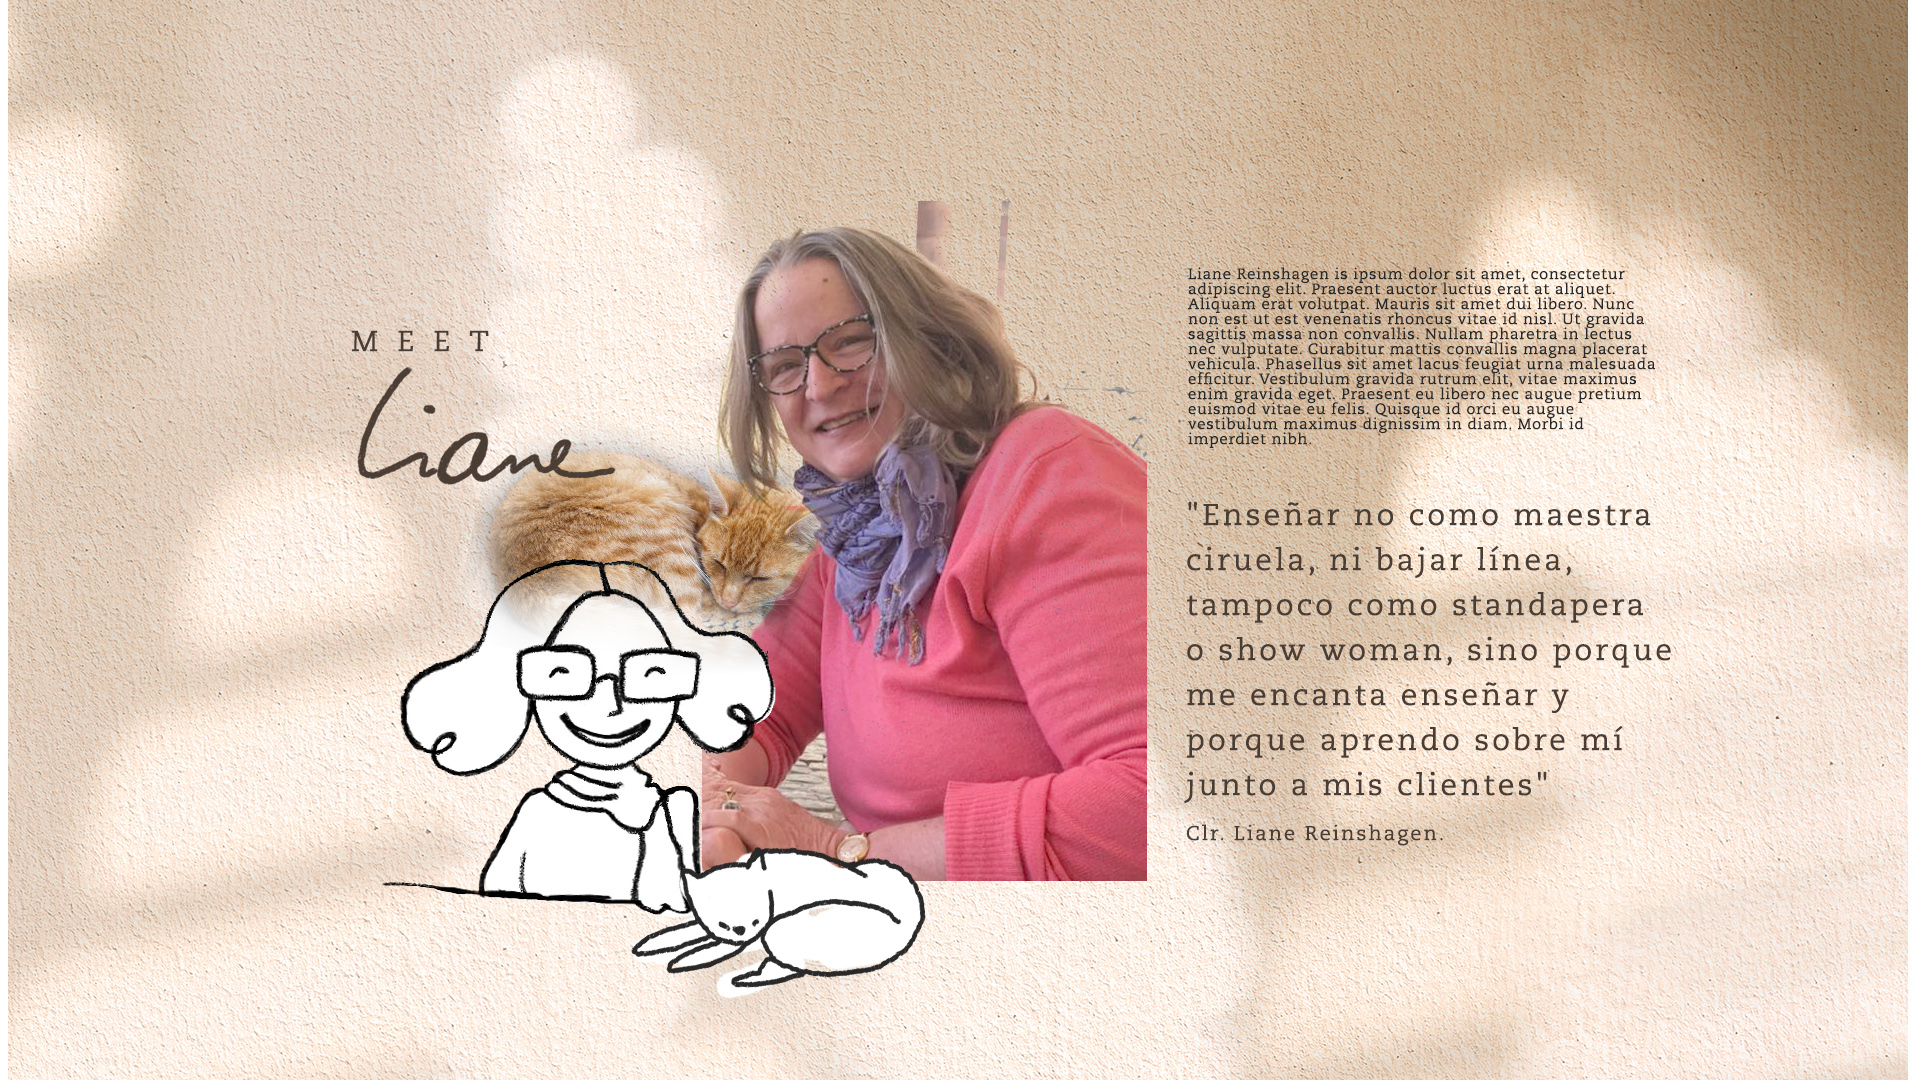 MEET
Liane
Liane Reinshagen is ipsum dolor sit amet, consectetur
adipiscing elit. Praesent auctor luctus erat at aliquet.
Aliquam erat volutpat. Mauris sit amet dui libero. Nunc
non est ut est venenatis rhoncus vitae id nisl. Ut gravida
sagittis massa non convallis. Nullam pharetra in lectus
nec vulputate. Curabitur mattis convallis magna placerat
vehicula. Phasellus sit amet lacus feugiat urna malesuada
efficitur. Vestibulum gravida rutrum elit, vitae maximus
enim gravida eget. Praesent eu libero nec augue pretium
euismod vitae eu felis. Quisque id orci eu augue
vestibulum maximus dignissim in diam. Morbi id
imperdiet nibh.
"Enseñar no como maestra
ciruela, ni bajar línea,
tampoco como standapera
o show woman, sino porque
me encanta enseñar y
porque aprendo sobre mí
junto a mis clientes"
Clr. Liane Reinshagen.